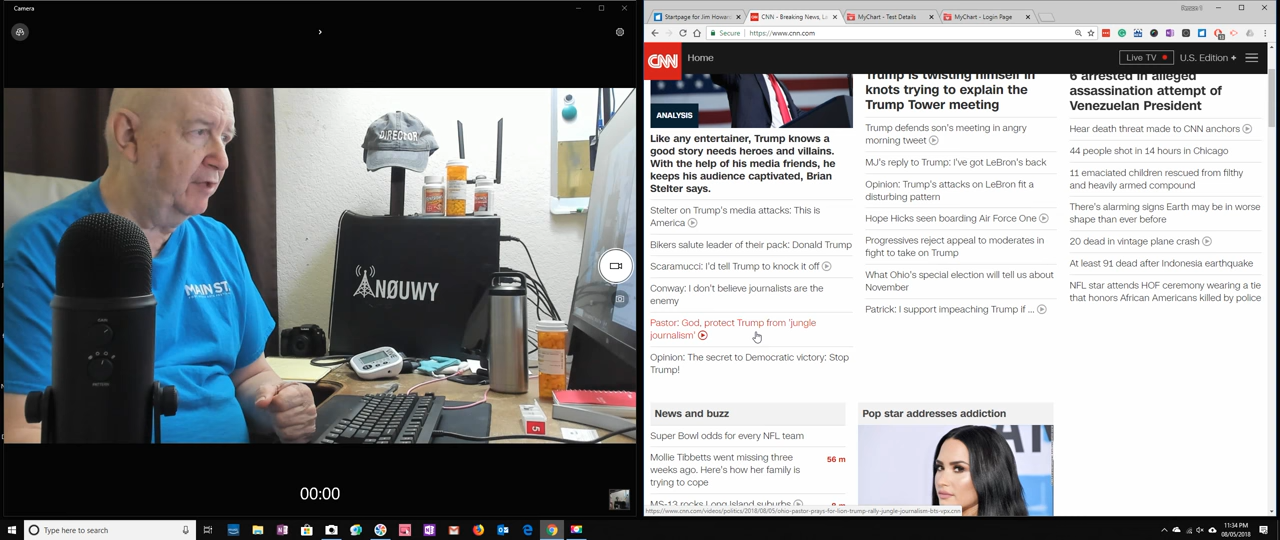 Camera
DIRECTOR
MAIN ST.
NØUWY
5
00:00
Startpage for Jim Howar
CNN - Breaking News, La
MyChart - Test Details
MyChart - Login Page
Secure
https://www.cnn.com
CNN
Home
Live TV
U.S. Edition +
ANALYSIS
Like any entertainer, Trump knows a
good story needs heroes and villains.
With the help of his media friends, he
keeps his audience captivated, Brian
Stelter says.
Stelter on Trump's media attacks: This is
America
Bikers salute leader of their pack: Donald Trump
Scaramucci: I'd tell Trump to knock it off
Conway: I don't believe journalists are the
enemy
Pastor: God, protect Trump from 'jungle
journalism'
Opinion: The secret to Democratic victory: Stop
Trump!
Trump is twisting himself in
knots trying to explain the
Trump Tower meeting
Trump defends son's meeting in angry
morning tweet
MJ's reply to Trump: I've got LeBron's back
Opinion: Trump's attacks on LeBron fit a
disturbing pattern
Hope Hicks seen boarding Air Force One
Progressives reject appeal to moderates in
fight to take on Trump
What Ohio's special election will tell us about
November
Patrick: I support impeaching Trump if ...
6 arrested in alleged
assassination attempt of
Venezuelan President
Hear death threat made to CNN anchors
44 people shot in 14 hours in Chicago
11 emaciated children rescued from filthy
and heavily armed compound
There's alarming signs Earth may be in worse
shape than ever before
20 dead in vintage plane crash
At least 91 dead after Indonesia earthquake
NFL star attends HOF ceremony wearing a tie
that honors African Americans killed by police
News and buzz
Super Bowl odds for every NFL team
Mollie Tibbetts went missing three
weeks ago. Here's how her family is
trying to cope
56 m
MS-13 rocks Long Island suburbs
Pop star addresses addiction
https://www.cnn.com/videos/politics/2018/08/05/ohio-pastor-prays-for-lion-trump-rally-jungle-journalism-bts-vpx.cnn
Type here to search
11:34 PM
08/05/2018